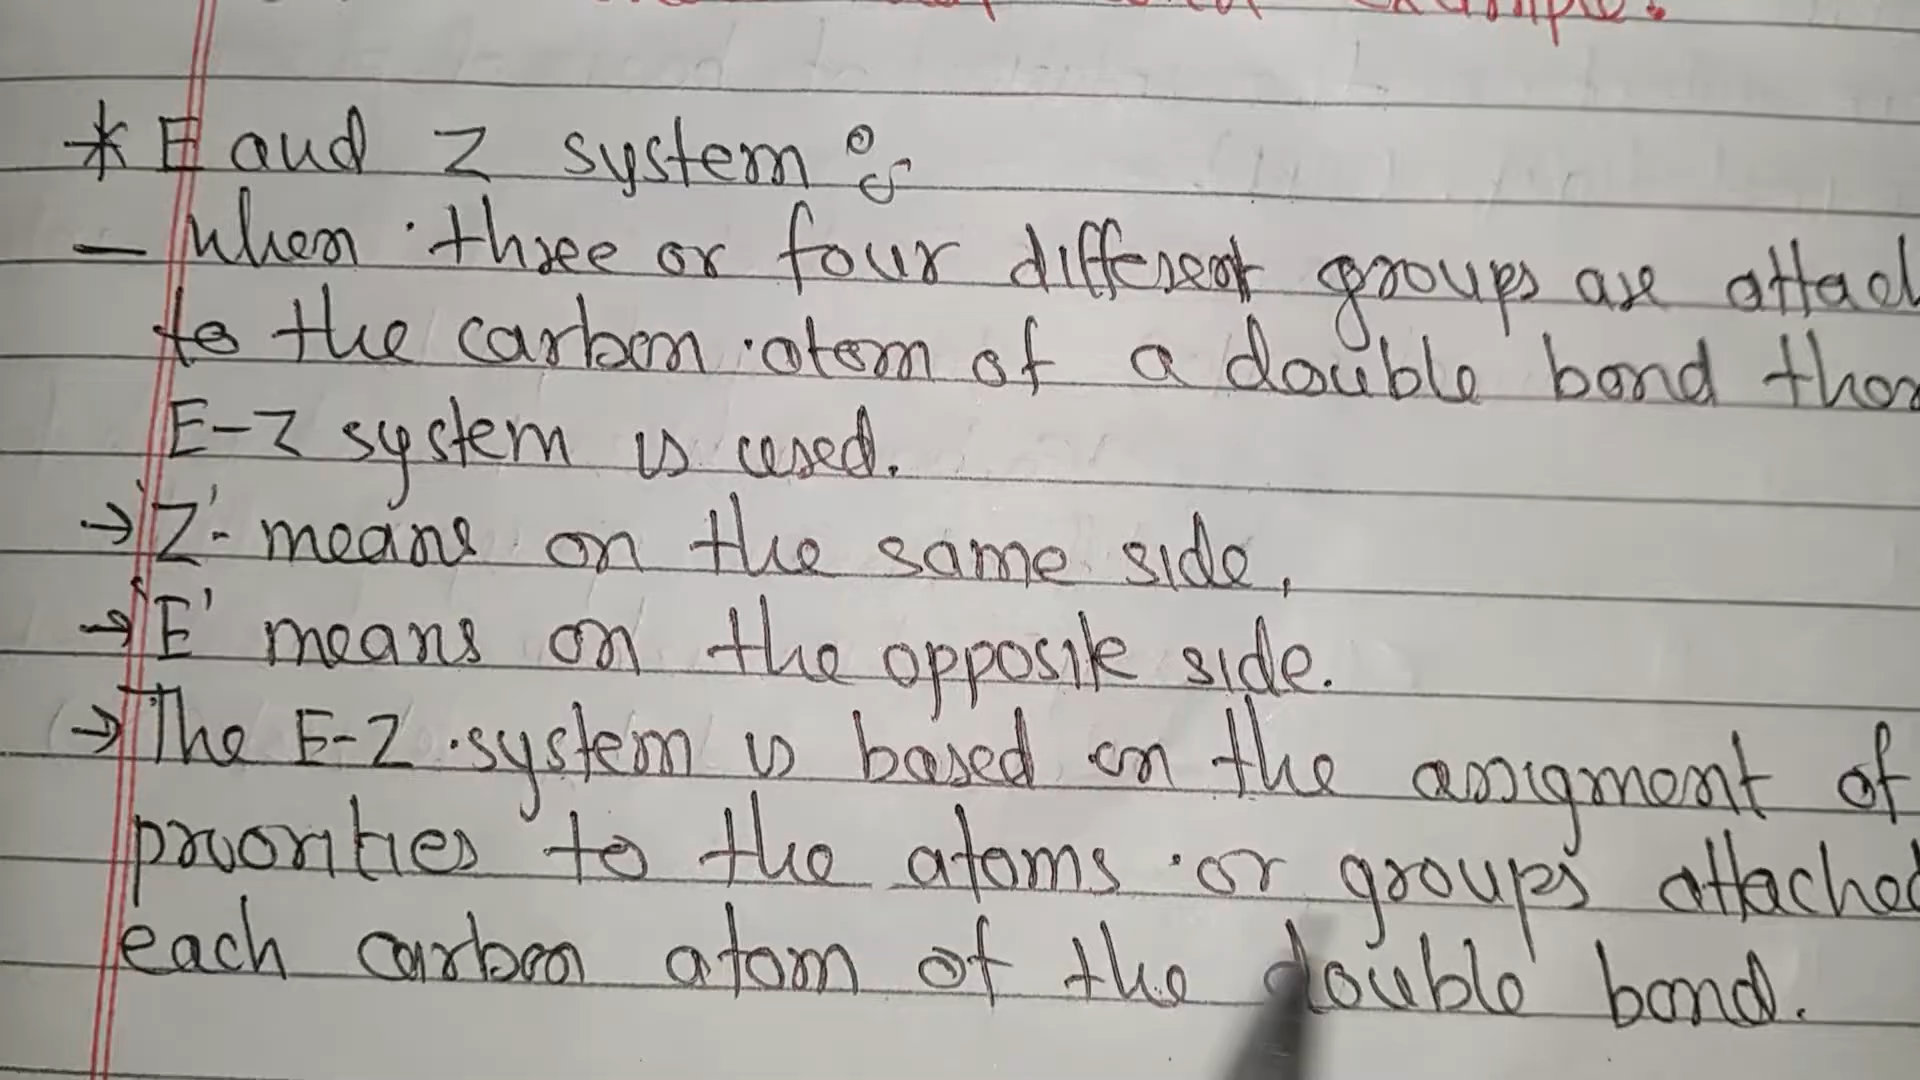 example.
* E and Z system :-
- when three or four different groups are attach
to the carbon atom of a double bond then
E-Z system is used.
→ 'Z' - means on the same side,
→ 'E' means on the opposite side.
→ The E-Z system is based on the assigment of
priorities to the atoms or groups attached
each carbon atom of the double bond.